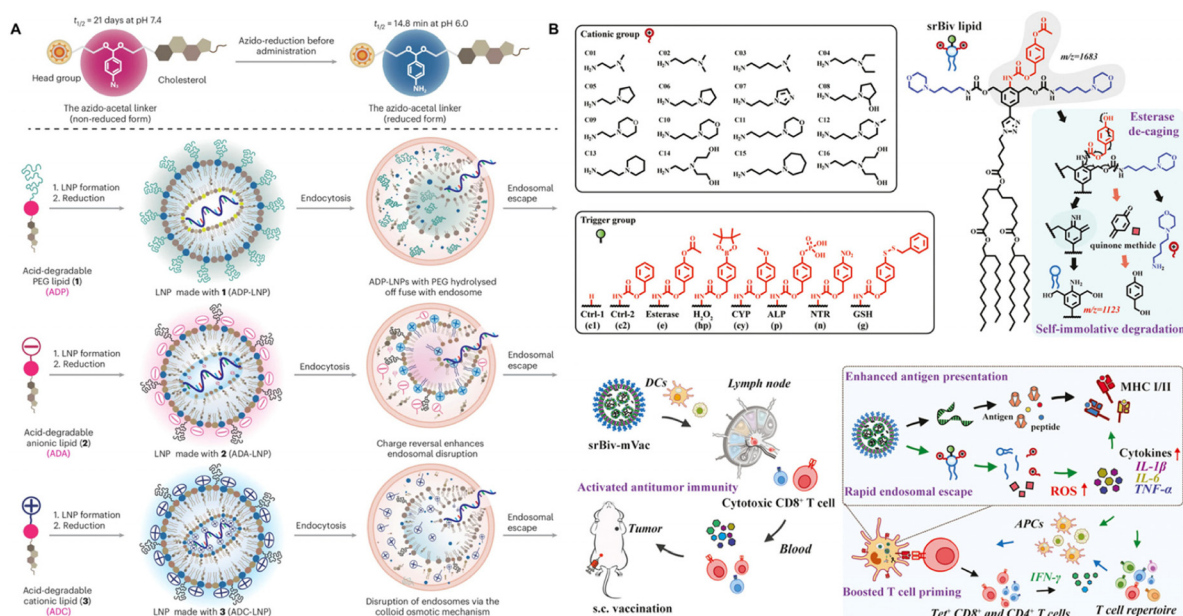 A
t1/2 = 21 days at pH 7.4
Azido-reduction before
administration
t1/2 = 14.8 min at pH 6.0
Head group
Cholesterol
N3
NH2
The azido-acetal linker
(non-reduced form)
The azido-acetal linker
(reduced form)
1. LNP formation
2. Reduction
Endocytosis
Endosomal
escape
Acid-degradable
PEG lipid (1)
(ADP)
LNP made with 1 (ADP-LNP)
ADP-LNPs with PEG hydrolysed
off fuse with endosome
1. LNP formation
2. Reduction
Endocytosis
Endosomal
escape
Acid-degradable
anionic lipid (2)
(ADA)
LNP made with 2 (ADA-LNP)
Charge reversal enhances
endosomal disruption
1. LNP formation
2. Reduction
Endocytosis
Endosomal
escape
Acid-degradable
cationic lipid (3)
(ADC)
LNP made with 3 (ADC-LNP)
Disruption of endosomes via the
colloid osmotic mechanism
B
Cationic group
C01 C02 C03 C04
C05 C06 C07 C08
C09 C10 C11 C12
C13 C14 C15 C16
Trigger group
Ctrl-1 Ctrl-2 Esterase H2O2 CYP ALP NTR GSH
(c1) (c2) (e) (hp) (cy) (p) (n) (g)
srBiv lipid
m/z=1683
Esterase
de-caging
quinone methide
m/z=1123
Self-immolative degradation
DCs
Lymph node
srBiv-mVac
Activated antitumor immunity
Cytotoxic CD8+ T cell
Tumor
Blood
s.c. vaccination
Enhanced antigen presentation
MHC I/II
Antigen
peptide
Cytokines
IL-1β
IL-6
TNF-α
Rapid endosomal escape
ROS
APCs
IFN-γ
Boosted T cell priming
Tet+ CD8+ and CD4+ T cells
T cell repertoire